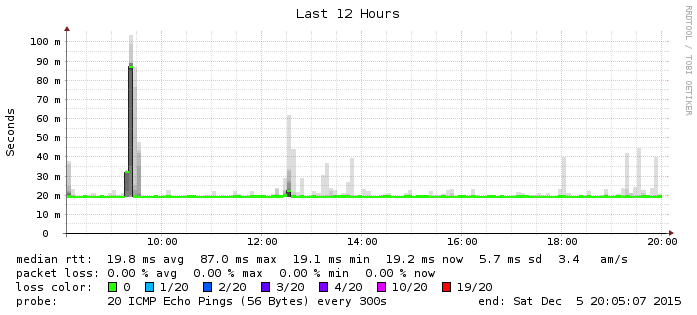 Last 12 Hours
RRDTOOL / TOBI OETIKER
Seconds
100 m
90 m
80 m
70 m
60 m
50 m
40 m
30 m
20 m
10 m
0
10:00 12:00 14:00 16:00 18:00 20:00
median rtt: 19.8 ms avg 87.0 ms max 19.1 ms min 19.2 ms now 5.7 ms sd 3.4 am/s
packet loss: 0.00 % avg 0.00 % max 0.00 % min 0.00 % now
loss color: 0 1/20 2/20 3/20 4/20 10/20 19/20
probe: 20 ICMP Echo Pings (56 Bytes) every 300s end: Sat Dec 5 20:05:07 2015